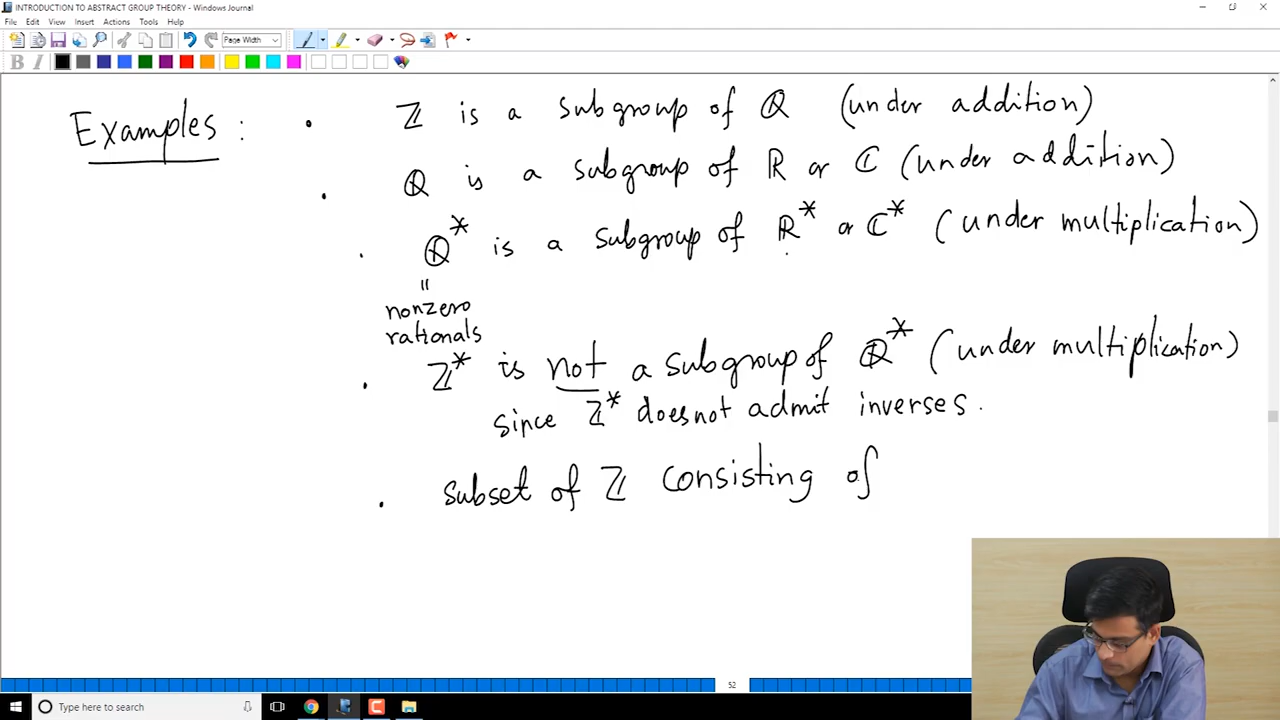 INTRODUCTION TO ABSTRACT GROUP THEORY - Windows Journal
File Edit View Insert Actions Tools Help
Page Width
B I
Examples : • ℤ is a subgroup of ℚ (under addition)
• ℚ is a subgroup of ℝ or ℂ (under addition)
• ℚ* is a subgroup of ℝ* or ℂ* (under multiplication)
"
nonzero
rationals
• ℤ* is not a subgroup of ℚ* (under multiplication)
since ℤ* does not admit inverses.
• subset of ℤ consisting of
52
Type here to search